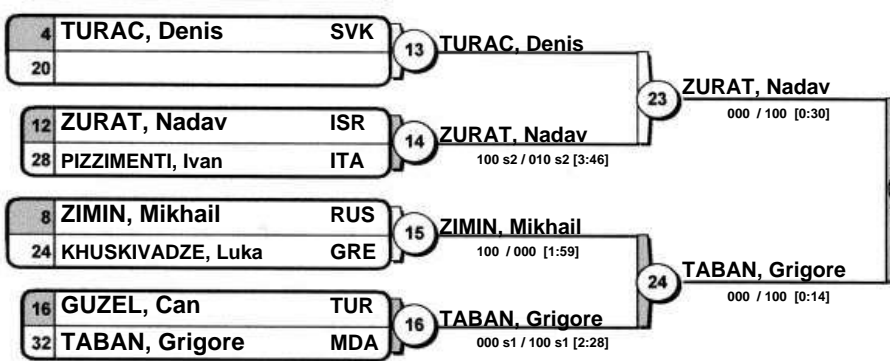 4 TURAC, Denis SVK
20
13 TURAC, Denis
12 ZURAT, Nadav ISR
28 PIZZIMENTI, Ivan ITA
14 ZURAT, Nadav
100 s2 / 010 s2 [3:46]
23 ZURAT, Nadav
000 / 100 [0:30]
8 ZIMIN, Mikhail RUS
24 KHUSKIVADZE, Luka GRE
15 ZIMIN, Mikhail
100 / 000 [1:59]
16 GUZEL, Can TUR
32 TABAN, Grigore MDA
16 TABAN, Grigore
000 s1 / 100 s1 [2:28]
24 TABAN, Grigore
000 / 100 [0:14]